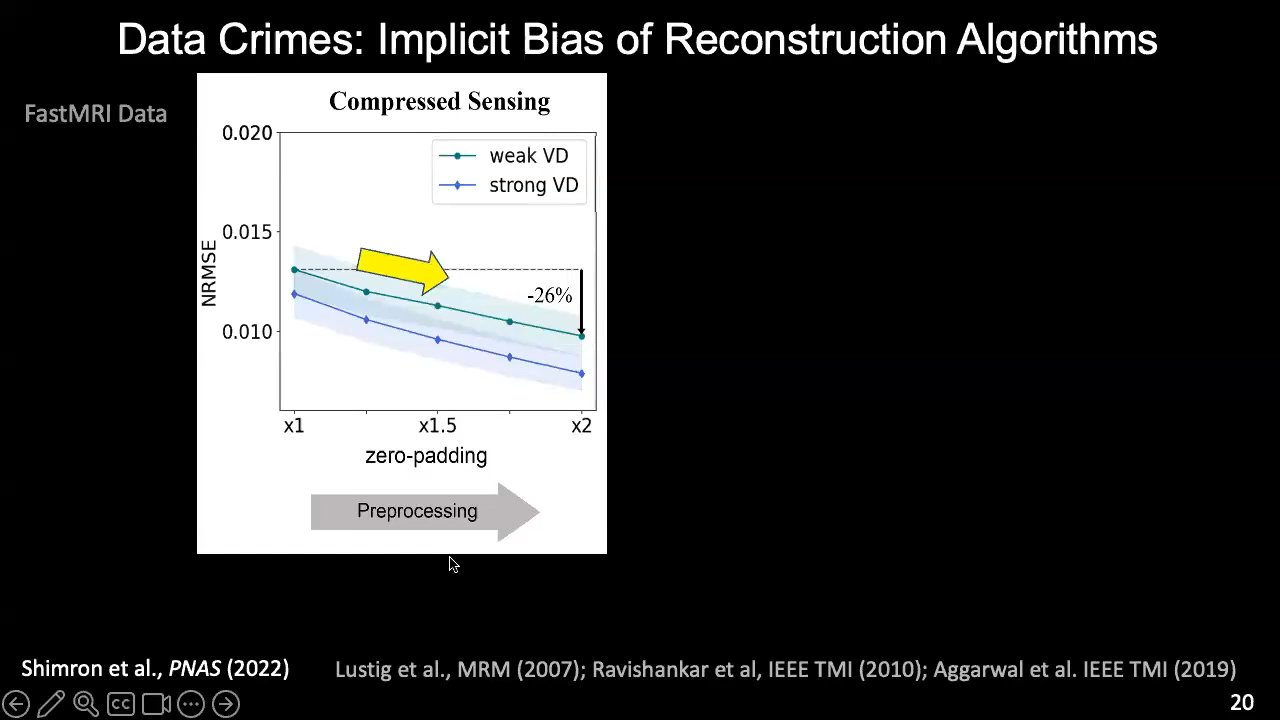 Data Crimes: Implicit Bias of Reconstruction Algorithms
FastMRI Data
Compressed Sensing
0.020
weak VD
strong VD
0.015
NRMSE
-26%
0.010
x1 x1.5 x2
zero-padding
Preprocessing
Shimron et al., PNAS (2022) Lustig et al., MRM (2007); Ravishankar et al, IEEE TMI (2010); Aggarwal et al. IEEE TMI (2019)
CC
20